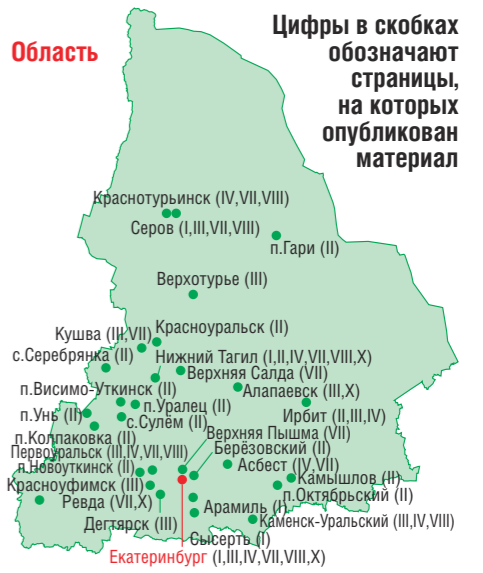 Область
Цифры в скобках
обозначают
страницы,
на которых
опубликован
материал
Краснотурьинск (IV,VII,VIII)
Серов (I,III,VII,VIII)
п.Гари (II)
Верхотурье (III)
Кушва (III,VII)
Красноуральск (II)
с.Серебрянка (II)
Нижний Тагил (I,II,IV,VII,VIII,X)
Верхняя Салда (VII)
п.Висимо-Уткинск (II)
Алапаевск (III,X)
п.Унь (II)
п.Уралец (II)
Ирбит (II,III,IV)
с.Сулём (II)
п.Колпаковка (II)
Верхняя Пышма (VII)
Первоуральск (III,IV,VII,VIII)
Берёзовский (II)
п.Новоуткинск (II)
Асбест (IV,VII)
Красноуфимск (III)
Камышлов (II)
Ревда (VII,X)
п.Октябрьский (II)
Арамиль (I)
Дегтярск (III)
Каменск-Уральский (III,IV,VIII)
Сысерть (I)
Екатеринбург (I,III,IV,VII,VIII,X)